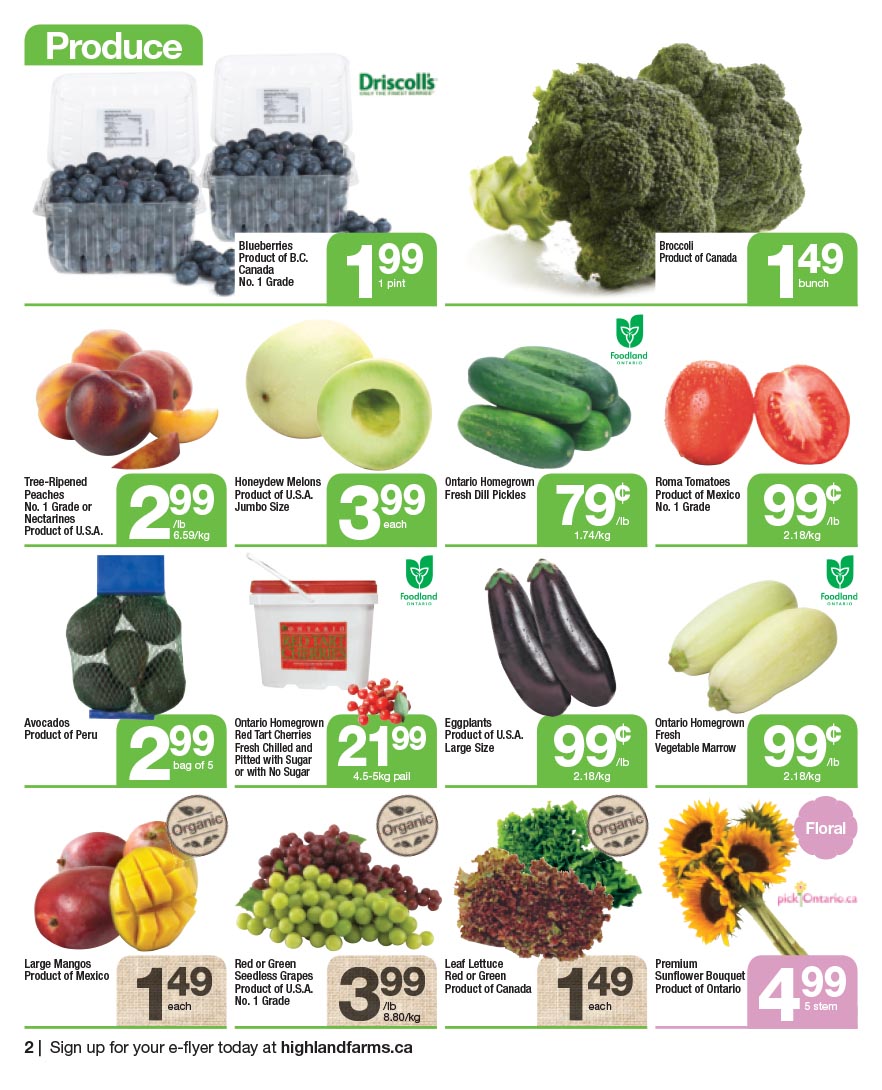 Produce
Driscoll's
ONLY THE FINEST BERRIES
Blueberries
Product of B.C.
Canada
No. 1 Grade
1.99
1 pint
Broccoli
Product of Canada
1.49
bunch
Tree-Ripened
Peaches
No. 1 Grade or
Nectarines
Product of U.S.A.
2.99
/lb
6.59/kg
Honeydew Melons
Product of U.S.A.
Jumbo Size
3.99
each
Foodland
ONTARIO
Ontario Homegrown
Fresh Dill Pickles
79¢
/lb
1.74/kg
Roma Tomatoes
Product of Mexico
No. 1 Grade
99¢
/lb
2.18/kg
Avocados
Product of Peru
2.99
bag of 5
Foodland
ONTARIO
ONTARIO
RED TART
CHERRIES
Ontario Homegrown
Red Tart Cherries
Fresh Chilled and
Pitted with Sugar
or with No Sugar
21.99
4.5-5kg pail
Eggplants
Product of U.S.A.
Large Size
99¢
/lb
2.18/kg
Foodland
ONTARIO
Ontario Homegrown
Fresh
Vegetable Marrow
99¢
/lb
2.18/kg
Organic
Large Mangos
Product of Mexico
1.49
each
Organic
Red or Green
Seedless Grapes
Product of U.S.A.
No. 1 Grade
3.99
/lb
8.80/kg
Organic
Leaf Lettuce
Red or Green
Product of Canada
1.49
each
Floral
pickOntario.ca
Premium
Sunflower Bouquet
Product of Ontario
4.99
5 stem
2 | Sign up for your e-flyer today at highlandfarms.ca